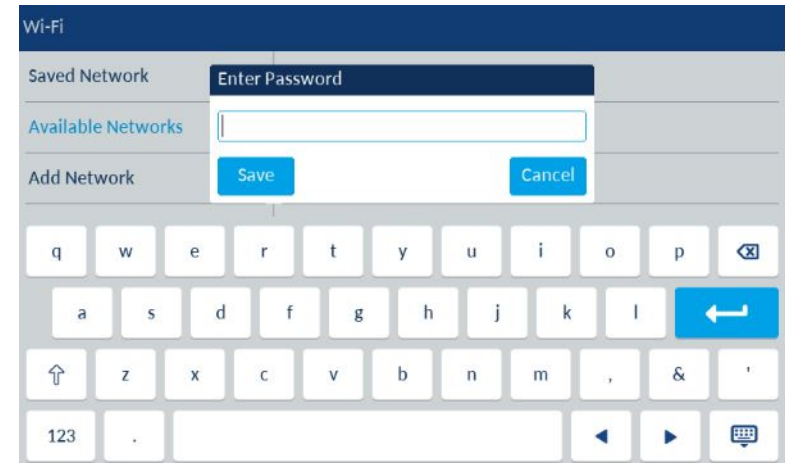 Wi-Fi
Saved Network
Enter Password
Available Networks
Add Network
Save
Cancel
q w e r t y u i o p
a s d f g h j k l
z x c v b n m , & '
123 .